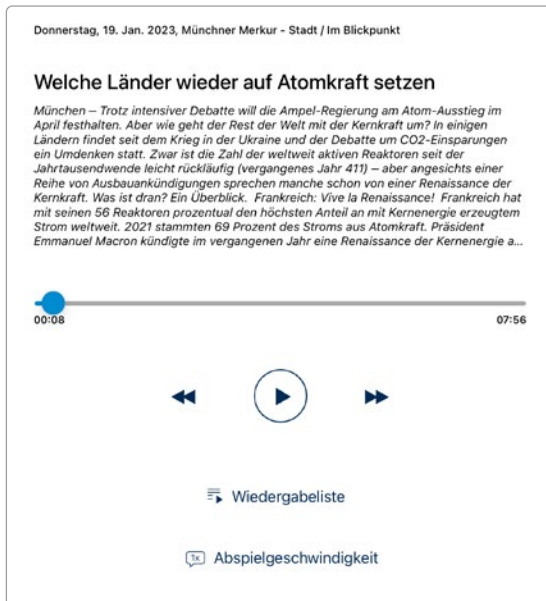 Donnerstag, 19. Jan. 2023, Münchner Merkur - Stadt / Im Blickpunkt
Welche Länder wieder auf Atomkraft setzen
München – Trotz intensiver Debatte will die Ampel-Regierung am Atom-Ausstieg im
April festhalten. Aber wie geht der Rest der Welt mit der Kernkraft um? In einigen
Ländern findet seit dem Krieg in der Ukraine und der Debatte um CO2-Einsparungen
ein Umdenken statt. Zwar ist die Zahl der weltweit aktiven Reaktoren seit der
Jahrtausendwende leicht rückläufig (vergangenes Jahr 411) – aber angesichts einer
Reihe von Ausbauankündigungen sprechen manche schon von einer Renaissance der
Kernkraft. Was ist dran? Ein Überblick.  Frankreich: Vive la Renaissance!  Frankreich hat
mit seinen 56 Reaktoren prozentual den höchsten Anteil an mit Kernenergie erzeugtem
Strom weltweit. 2021 stammten 69 Prozent des Stroms aus Atomkraft. Präsident
Emmanuel Macron kündigte im vergangenen Jahr eine Renaissance der Kernenergie a...
00:08 07:56
Wiedergabeliste
1x Abspielgeschwindigkeit